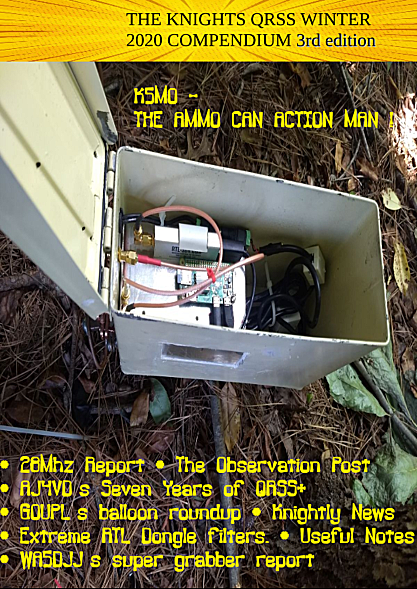 THE KNIGHTS QRSS WINTER
2020 COMPENDIUM 3rd edition
K5MO -
THE AMMO CAN ACTION MAN !
• 28Mhz Report • The Observation Post
• AJ4VD s Seven Years of QRSS+
• G0UPL s balloon roundup • Knightly News
• Extreme RTL Dongle filters. • Useful Notes
• WA5DJJ s super grabber report